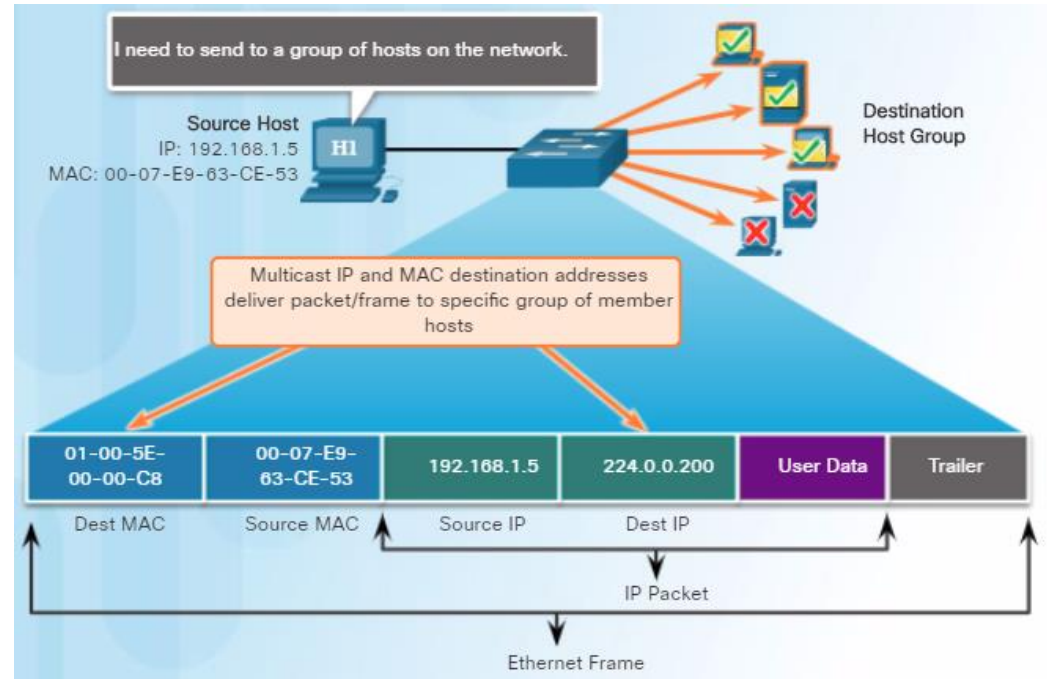 I need to send to a group of hosts on the network.
Source Host
IP: 192.168.1.5
MAC: 00-07-E9-63-CE-53
H1
Destination
Host Group
Multicast IP and MAC destination addresses
deliver packet/frame to specific group of member
hosts
01-00-5E-
00-00-C8
00-07-E9-
63-CE-53
192.168.1.5
224.0.0.200
User Data
Trailer
Dest MAC
Source MAC
Source IP
Dest IP
IP Packet
Ethernet Frame